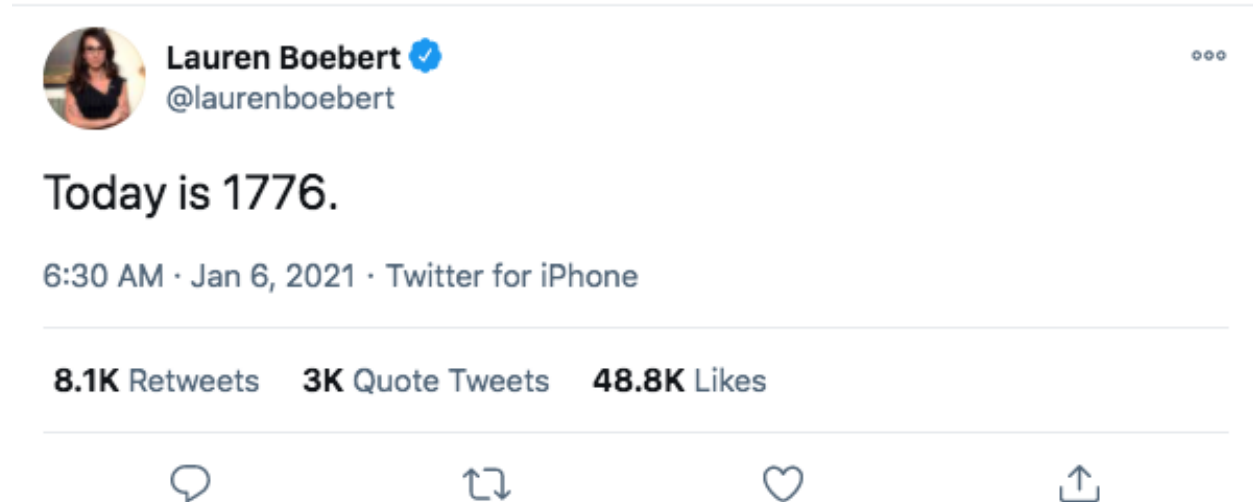 Lauren Boebert
@laurenboebert
Today is 1776.
6:30 AM · Jan 6, 2021 · Twitter for iPhone
8.1K Retweets 3K Quote Tweets 48.8K Likes